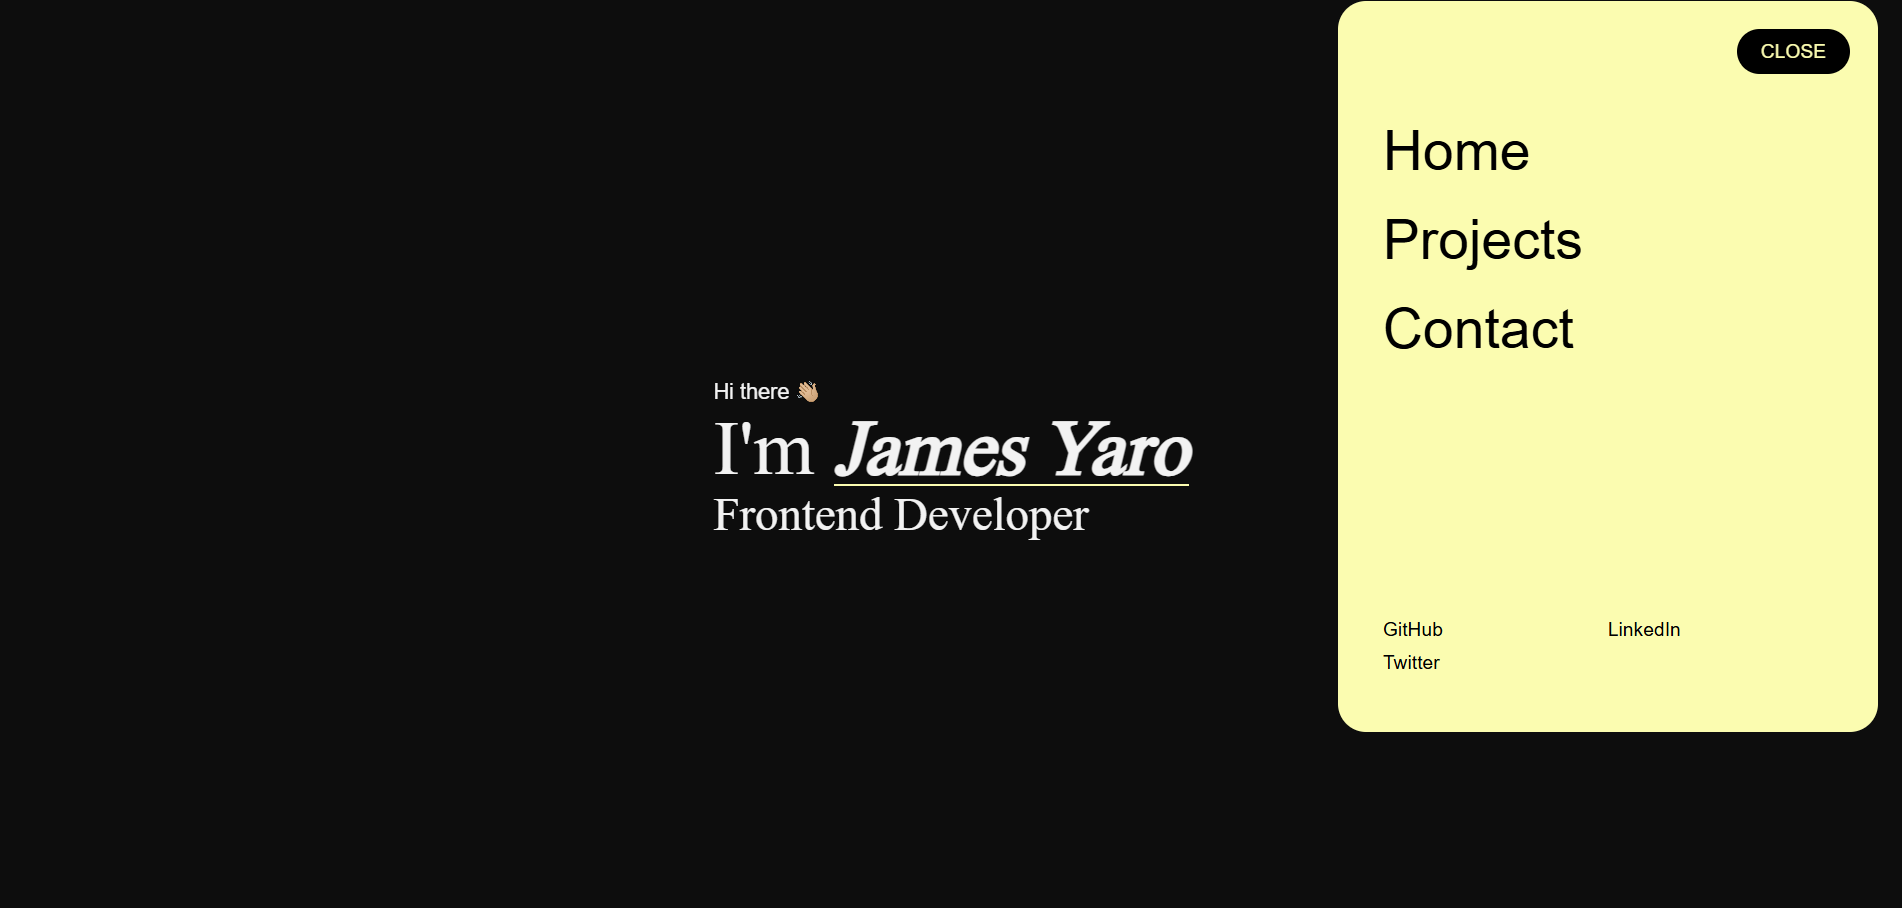 CLOSE
Home
Projects
Contact
Hi there 👋🏼
I'm James Yaro
Frontend Developer
GitHub LinkedIn
Twitter